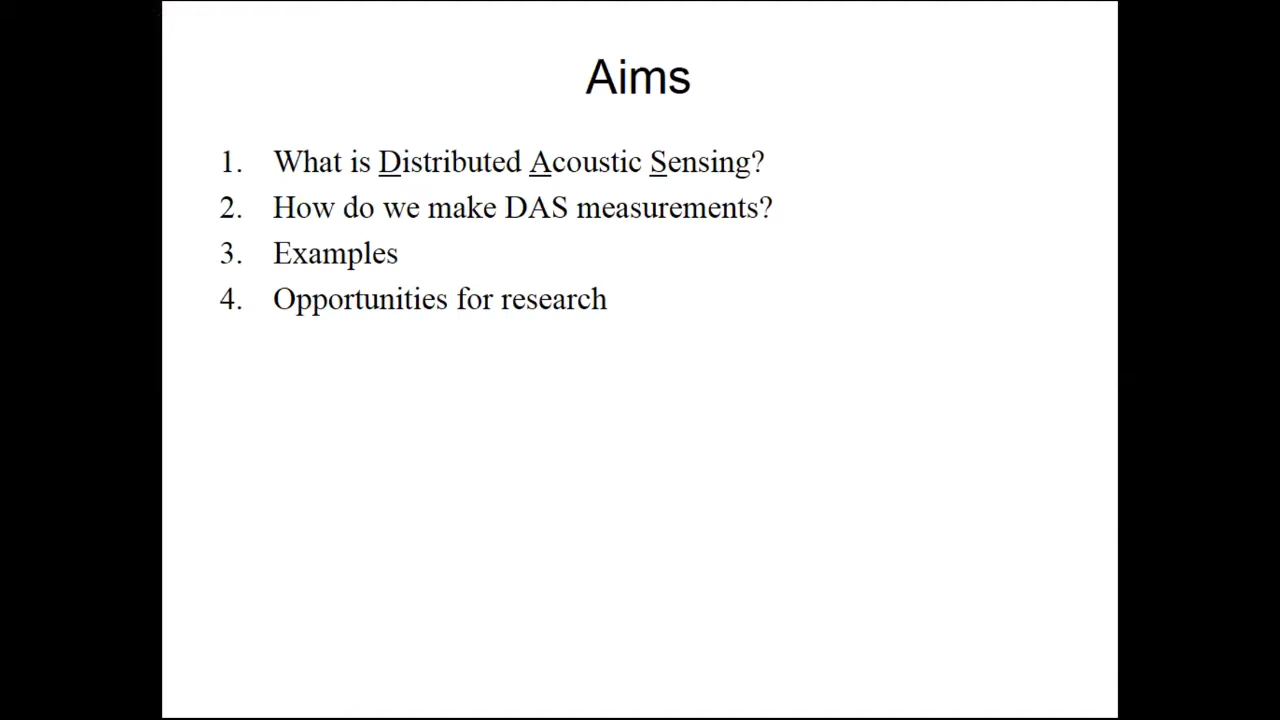 Aims
1. What is Distributed Acoustic Sensing?
2. How do we make DAS measurements?
3. Examples
4. Opportunities for research